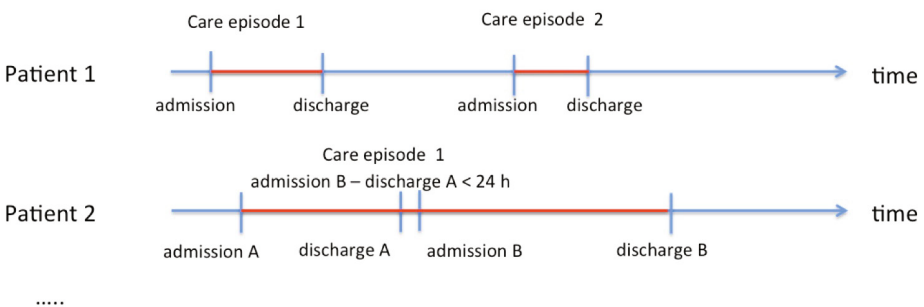 Care episode 1
Care episode 2
Patient 1
time
admission
discharge
admission
discharge
Care episode 1
admission B – discharge A < 24 h
Patient 2
time
admission A
discharge A
admission B
discharge B
.....